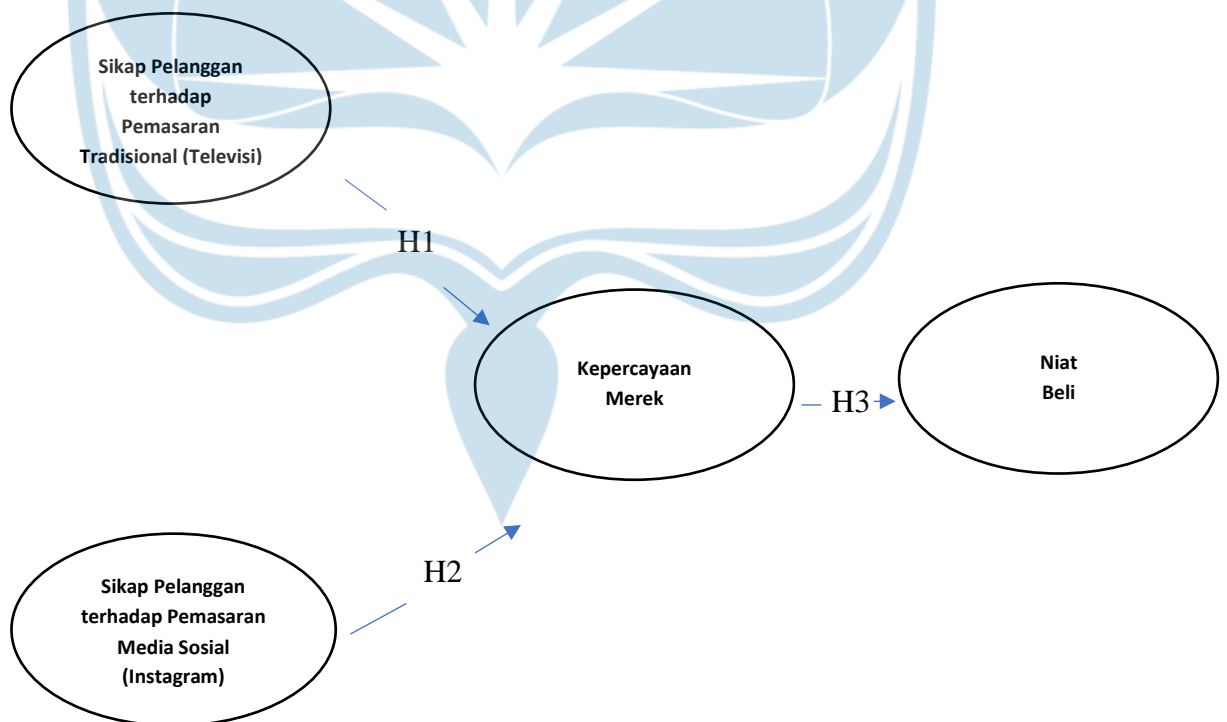 Sikap Pelanggan
terhadap
Pemasaran
Tradisional (Televisi)
H1
Kepercayaan
Merek
H3
Niat
Beli
H2
Sikap Pelanggan
terhadap Pemasaran
Media Sosial
(Instagram)